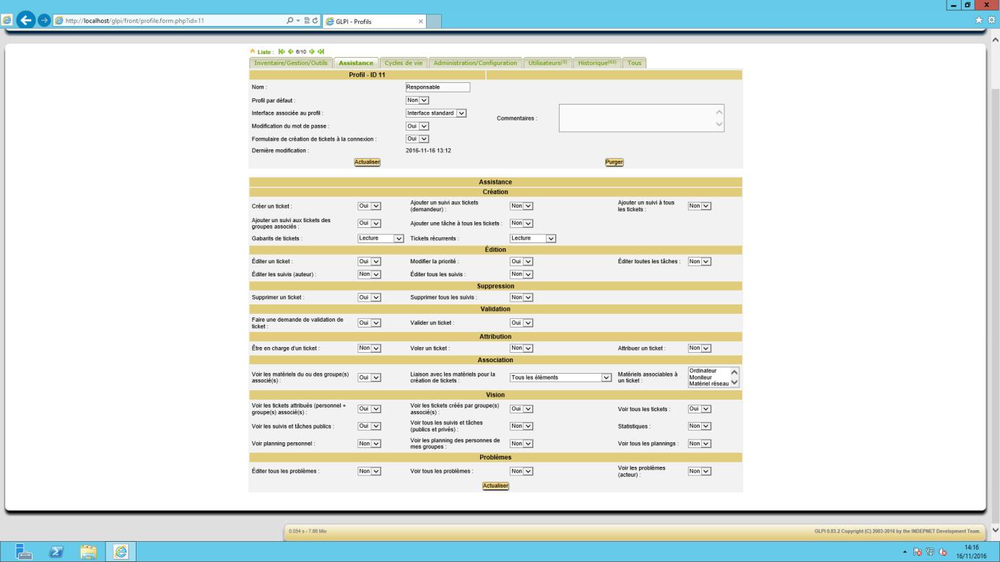 http://localhost/glpi/front/profile.form.php?id=11
GLPI - Profils
Liste : 6/10
Inventaire/Gestion/Outils Assistance Cycles de vie Administration/Configuration Utilisateurs(3) Historique(63) Tous
Profil - ID 11
Nom : Responsable
Profil par défaut : Non
Interface associée au profil : Interface standard
Commentaires :
Modification du mot de passe : Oui
Formulaire de création de tickets à la connexion : Oui
Dernière modification : 2016-11-16 13:12
Actualiser Purger
Assistance
Création
Créer un ticket : Oui Ajouter un suivi aux tickets (demandeur) : Non Ajouter un suivi à tous les tickets : Non
Ajouter un suivi aux tickets des groupes associés : Oui Ajouter une tâche à tous les tickets : Non
Gabarits de tickets : Lecture Tickets récurrents : Lecture
Édition
Éditer un ticket : Oui Modifier la priorité : Oui Éditer toutes les tâches : Non
Éditer les suivis (auteur) : Non Éditer tous les suivis : Non
Suppression
Supprimer un ticket : Oui Supprimer tous les suivis : Non
Validation
Faire une demande de validation de ticket : Oui Valider un ticket : Oui
Attribution
Être en charge d'un ticket : Non Voler un ticket : Non Attribuer un ticket : Non
Association
Voir les matériels du ou des groupe(s) associé(s) : Oui Liaison avec les matériels pour la création de tickets : Tous les éléments Matériels associables à un ticket : Ordinateur
Moniteur
Matériel réseau
Vision
Voir les tickets attribués (personnel + groupe(s) associé(s) : Oui Voir les tickets créés par groupe(s) associé(s) : Oui Voir tous les tickets : Oui
Voir les suivis et tâches publics : Oui Voir tous les suivis et tâches (publics et privés) : Non Statistiques : Non
Voir planning personnel : Non Voir les planning des personnes de mes groupes : Non Voir tous les plannings : Non
Problèmes
Éditer tous les problèmes : Non Voir tous les problèmes : Non Voir les problèmes (acteur) : Non
Actualiser
0.054 s - 7.66 Mio
GLPI 0.83.2 Copyright (C) 2003-2016 by the INDEPNET Development Team.
14:16
16/11/2016